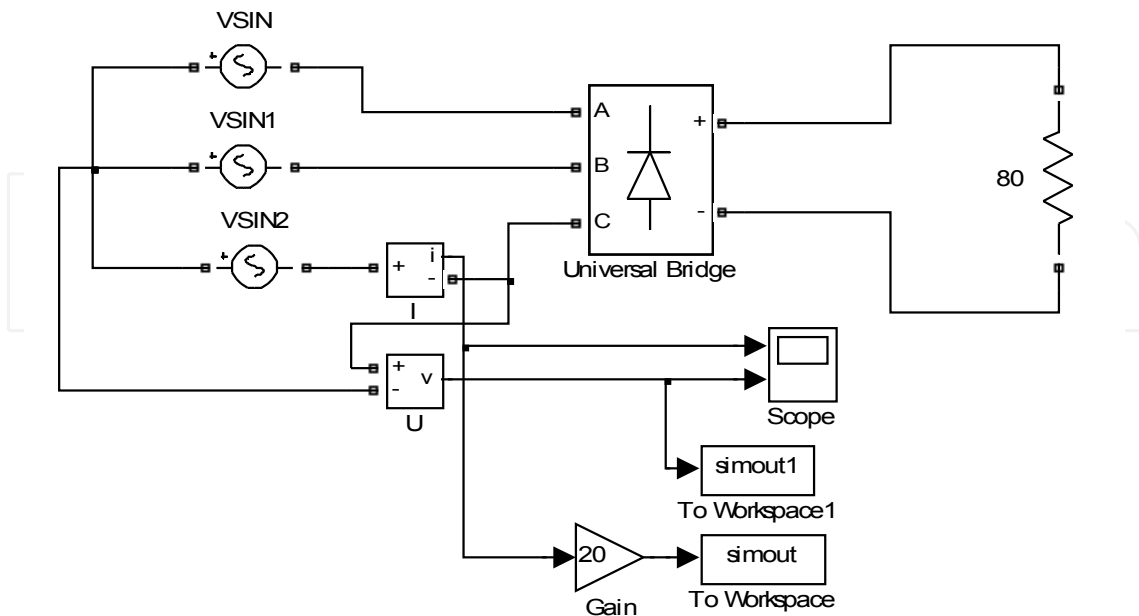 VSIN
+
VSIN1
+
VSIN2
+
A
B
C
+
-
Universal Bridge
80
+ i
-
I
+ v
-
U
Scope
simout1
To Workspace1
20
Gain
simout
To Workspace